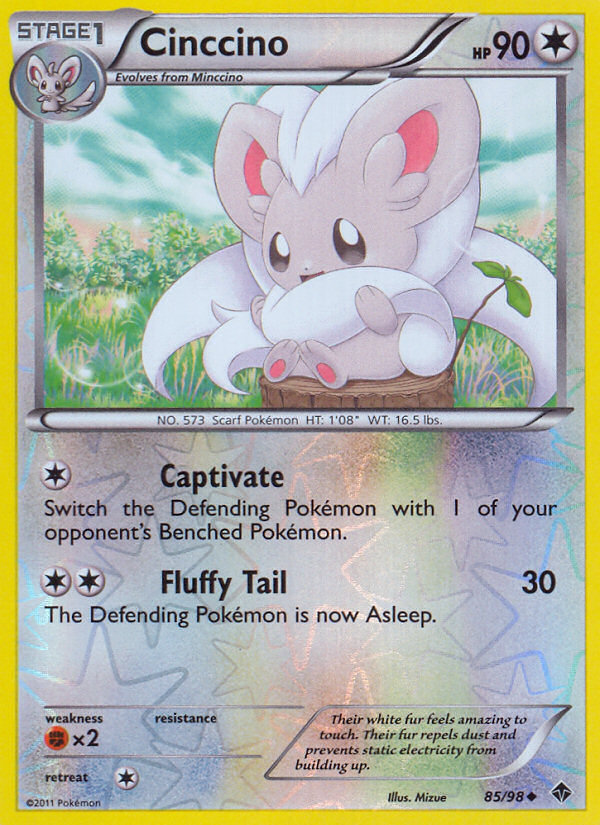 STAGE1
Cinccino
HP 90
Evolves from Minccino
NO. 573 Scarf Pokémon HT: 1'08" WT: 16.5 lbs.
Captivate
Switch the Defending Pokémon with 1 of your
opponent's Benched Pokémon.
Fluffy Tail 30
The Defending Pokémon is now Asleep.
weakness resistance
×2
retreat
Their white fur feels amazing to
touch. Their fur repels dust and
prevents static electricity from
building up.
Illus. Mizue 85/98
©2011 Pokémon